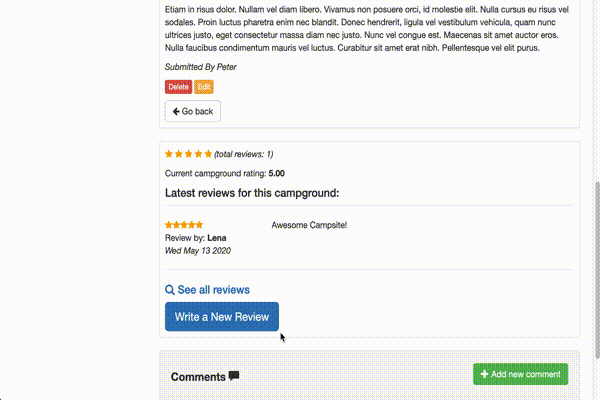 Etiam in risus dolor. Nullam vel diam libero. Vivamus non posuere orci, id molestie elit. Nulla cursus eu risus vel
sodales. Proin luctus pharetra enim nec blandit. Donec hendrerit, ligula vel vestibulum vehicula, quam nunc
ultrices justo, eget consectetur massa diam nec justo. Nunc vel congue est. Maecenas sit amet auctor eros.
Nulla faucibus condimentum mauris vel luctus. Curabitur sit amet erat nibh. Pellentesque vel elit purus.
Submitted By Peter
Delete Edit
Go back
(total reviews: 1)
Current campground rating: 5.00
Latest reviews for this campground:
Awesome Campsite!
Review by: Lena
Wed May 13 2020
See all reviews
Write a New Review
Comments
Add new comment